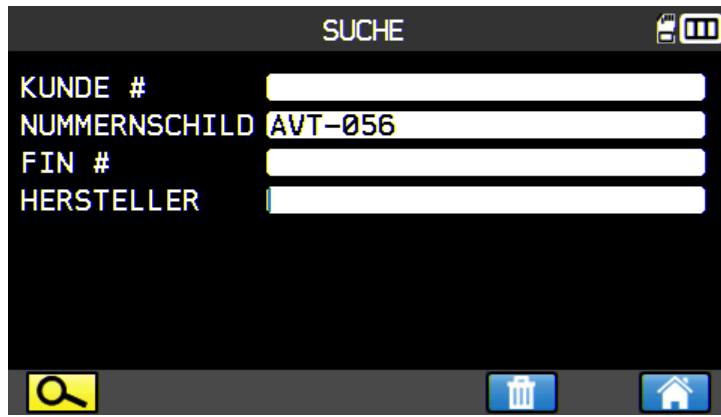 SUCHE
KUNDE #
NUMMERNSCHILD AVT-056
FIN #
HERSTELLER